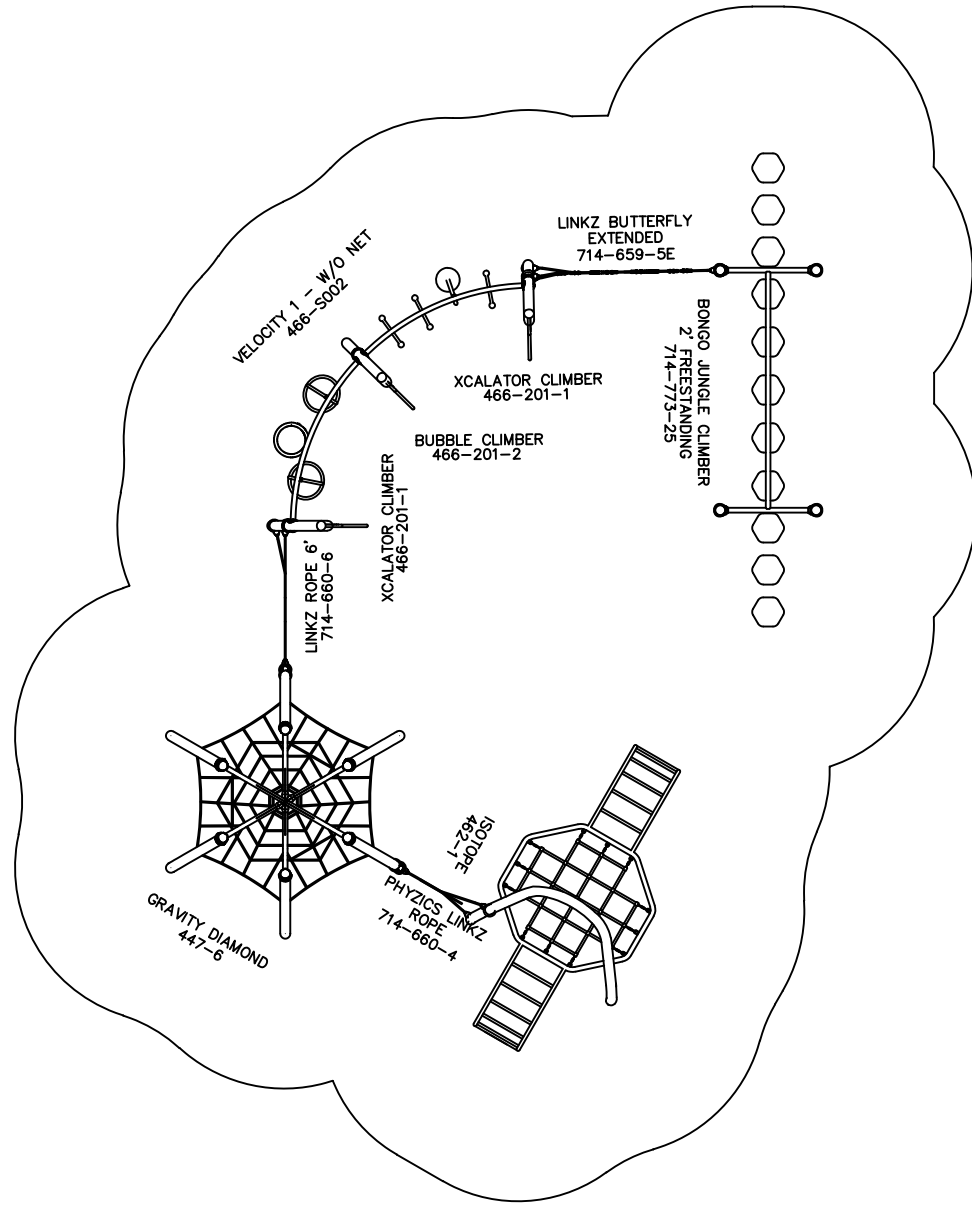 LINKZ BUTTERFLY
EXTENDED
714-659-5E
VELOCITY 1 - W/O NET
466-S002
BONGO JUNGLE CLIMBER
2' FREESTANDING
714-773-25
XCALATOR CLIMBER
466-201-1
BUBBLE CLIMBER
466-201-2
XCALATOR CLIMBER
466-201-1
LINKZ ROPE 6'
714-660-6
ISOTOPE
462-1
PHYZICS LINKZ
ROPE
714-660-4
GRAVITY DIAMOND
447-6